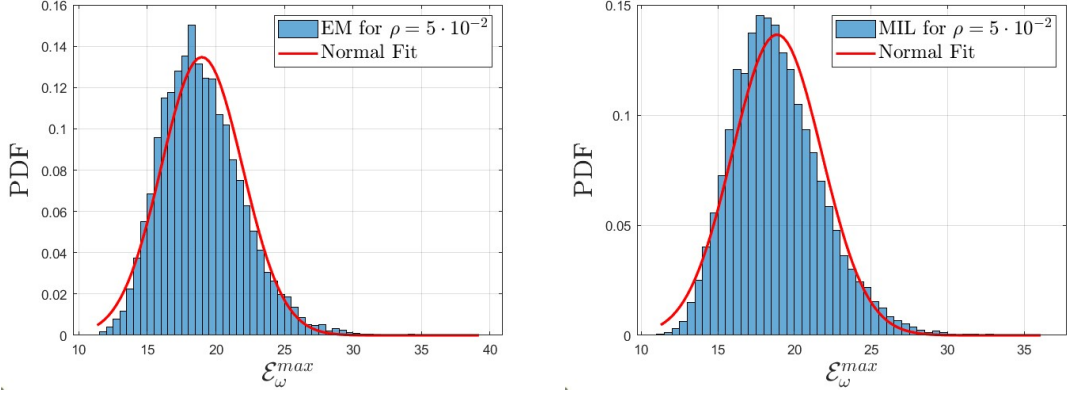 0.16
0.14
0.12
0.1
0.08
0.06
0.04
0.02
0
PDF
EM for ρ = 5 · 10⁻²
Normal Fit
10 15 20 25 30 35 40
ℰ_ω^max
0.15
0.1
0.05
0
PDF
MIL for ρ = 5 · 10⁻²
Normal Fit
10 15 20 25 30 35
ℰ_ω^max